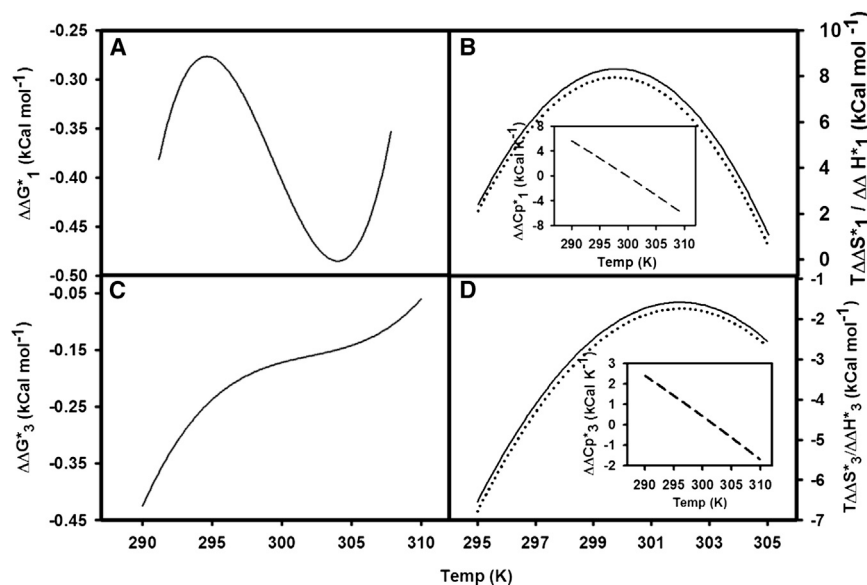 A
ΔΔG*1 (kCal mol-1)
-0.25
-0.30
-0.35
-0.40
-0.45
-0.50
B
10
8
6
4
2
0
TΔΔS*1 / ΔΔ H*1 (kCal mol-1)
ΔΔCp*1 (kCal K-1)
8
4
0
-4
-8
290 295 300 305 310
Temp (K)
C
ΔΔG*3 (kCal mol-1)
-0.05
-0.15
-0.25
-0.35
-0.45
290 295 300 305 310
D
-1
-2
-3
-4
-5
-6
-7
TΔΔS*3/ΔΔH*3 (kCal mol-1)
ΔΔCp*3 (kCal K-1)
3
2
1
0
-1
-2
290 295 300 305 310
Temp (K)
295 297 299 301 303 305
Temp (K)